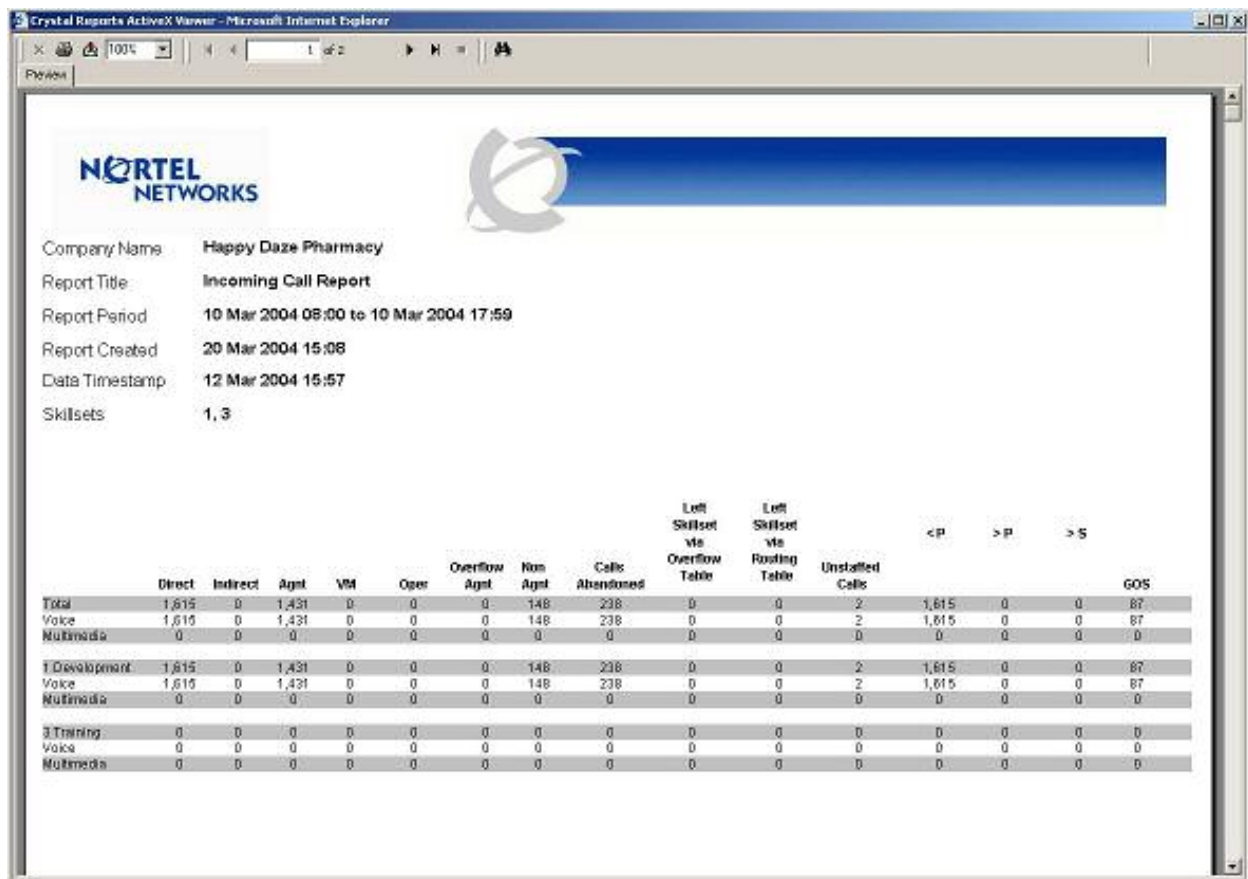 Crystal Reports ActiveX Viewer - Microsoft Internet Explorer
100% 1 of 2
Preview
NORTEL
NETWORKS
Company Name Happy Daze Pharmacy
Report Title Incoming Call Report
Report Period 10 Mar 2004 08:00 to 10 Mar 2004 17:59
Report Created 20 Mar 2004 15:08
Data Timestamp 12 Mar 2004 15:57
Skillsets 1, 3
Direct Indirect Agnt VM Oper Overflow Agnt Non Agnt Calls Abandoned Left Skillset via Overflow Table Left Skillset via Routing Table Unstaffed Calls < P > P > S GOS
Total 1,615 0 1,431 0 0 0 148 238 0 0 2 1,615 0 0 87
Voice 1,615 0 1,431 0 0 0 148 238 0 0 2 1,615 0 0 87
Multimedia 0 0 0 0 0 0 0 0 0 0 0 0 0 0 0
1 Development 1,615 0 1,431 0 0 0 148 238 0 0 2 1,615 0 0 87
Voice 1,615 0 1,431 0 0 0 148 238 0 0 2 1,615 0 0 87
Multimedia 0 0 0 0 0 0 0 0 0 0 0 0 0 0 0
3 Training 0 0 0 0 0 0 0 0 0 0 0 0 0 0 0
Voice 0 0 0 0 0 0 0 0 0 0 0 0 0 0 0
Multimedia 0 0 0 0 0 0 0 0 0 0 0 0 0 0 0